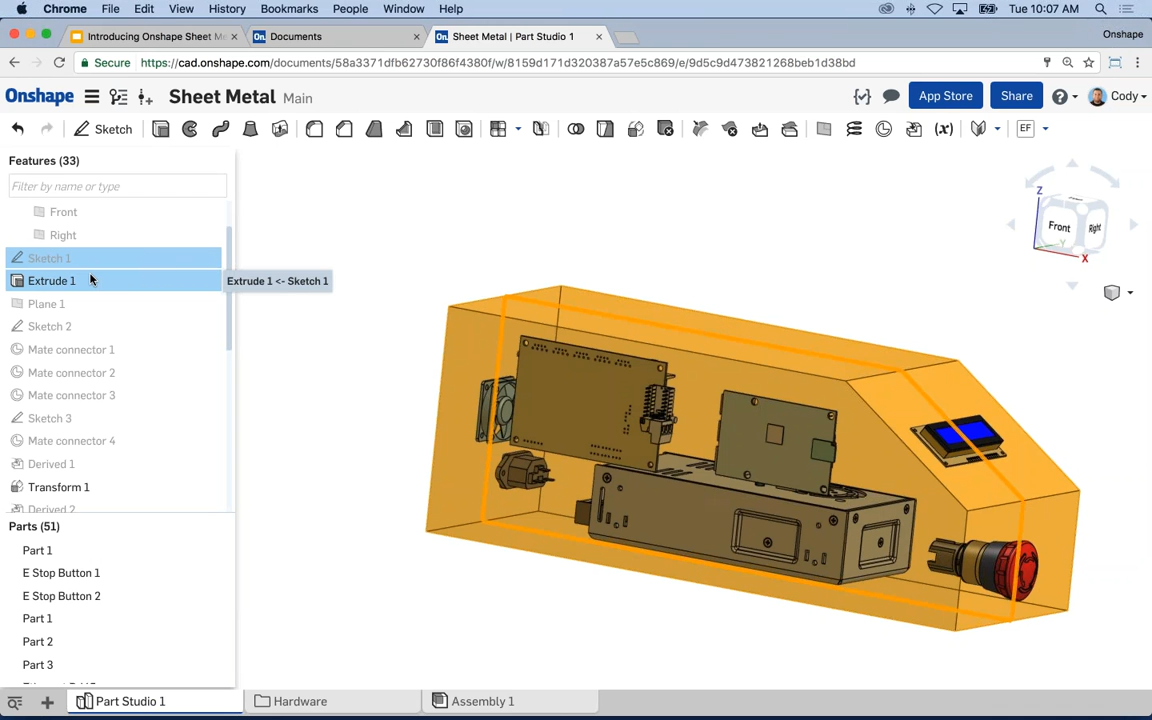 Chrome File Edit View History Bookmarks People Window Help Tue 10:07 AM
Introducing Onshape Sheet Me Documents Sheet Metal | Part Studio 1 Onshape
Secure https://cad.onshape.com/documents/58a3371dfb62730f86f4380f/w/8159d171d320387a57e5c869/e/9d5c9d473821268beb1d38bd
Onshape Sheet Metal Main App Store Share Cody
Sketch (x) EF
Features (33)
Filter by name or type
Front
Right
Sketch 1
Extrude 1 Extrude 1 <- Sketch 1
Plane 1
Sketch 2
Mate connector 1
Mate connector 2
Mate connector 3
Sketch 3
Mate connector 4
Derived 1
Transform 1
Derived 2
Parts (51)
Part 1
E Stop Button 1
E Stop Button 2
Part 1
Part 2
Part 3
Z
Front Right
Y
X
Part Studio 1 Hardware Assembly 1